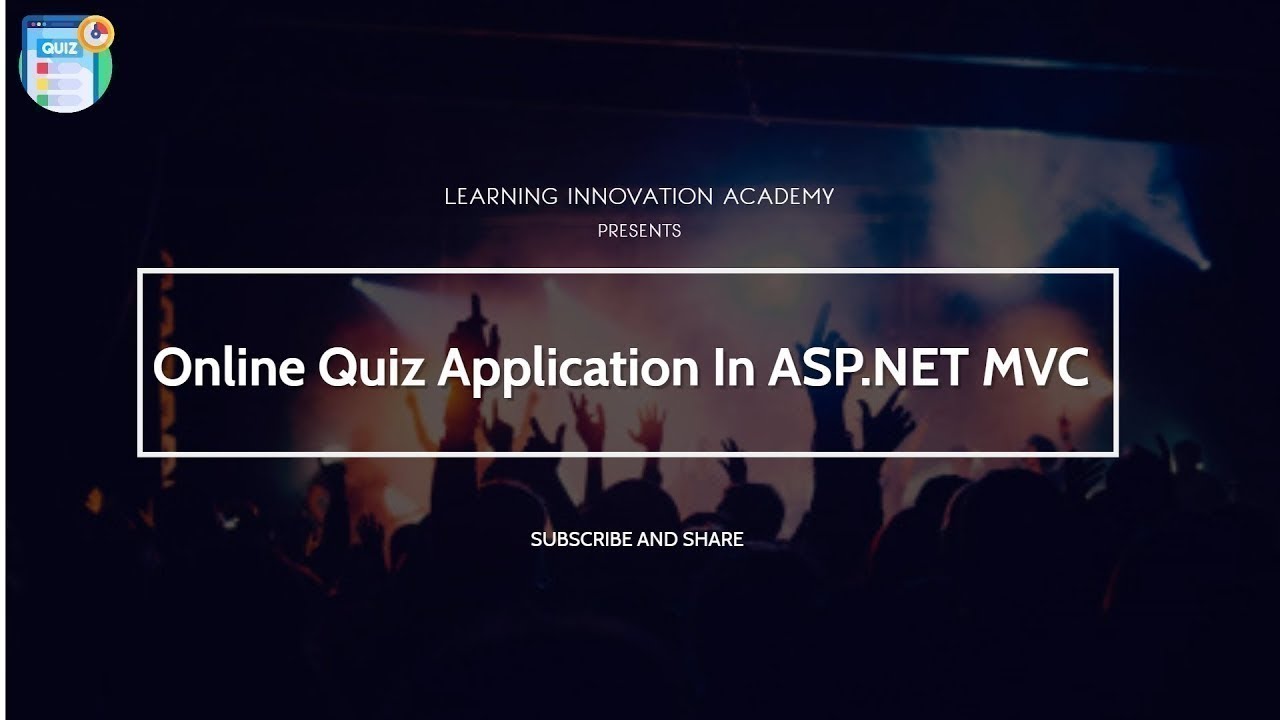 QUIZ
LEARNING INNOVATION ACADEMY
PRESENTS
Online Quiz Application In ASP.NET MVC
SUBSCRIBE AND SHARE